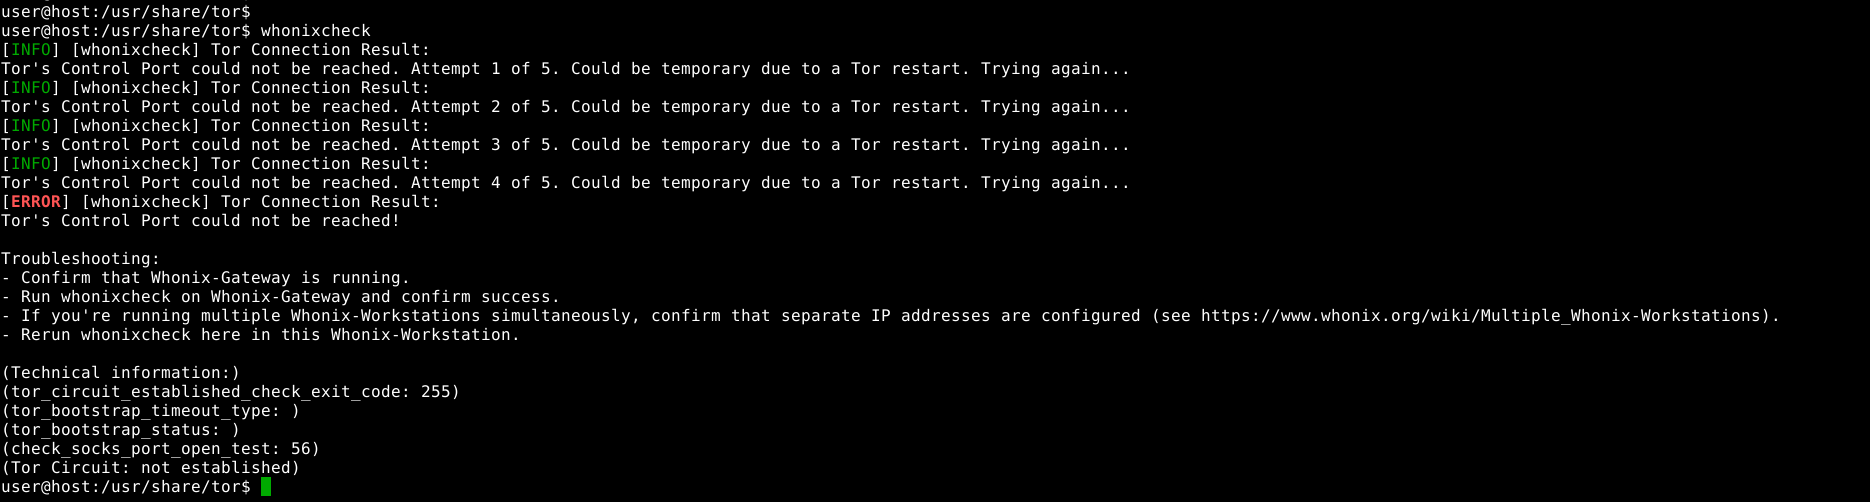 user@host:/usr/share/tor$
user@host:/usr/share/tor$ whonixcheck
[INFO] [whonixcheck] Tor Connection Result:
Tor's Control Port could not be reached. Attempt 1 of 5. Could be temporary due to a Tor restart. Trying again...
[INFO] [whonixcheck] Tor Connection Result:
Tor's Control Port could not be reached. Attempt 2 of 5. Could be temporary due to a Tor restart. Trying again...
[INFO] [whonixcheck] Tor Connection Result:
Tor's Control Port could not be reached. Attempt 3 of 5. Could be temporary due to a Tor restart. Trying again...
[INFO] [whonixcheck] Tor Connection Result:
Tor's Control Port could not be reached. Attempt 4 of 5. Could be temporary due to a Tor restart. Trying again...
[ERROR] [whonixcheck] Tor Connection Result:
Tor's Control Port could not be reached!

Troubleshooting:
- Confirm that Whonix-Gateway is running.
- Run whonixcheck on Whonix-Gateway and confirm success.
- If you're running multiple Whonix-Workstations simultaneously, confirm that separate IP addresses are configured (see https://www.whonix.org/wiki/Multiple_Whonix-Workstations).
- Rerun whonixcheck here in this Whonix-Workstation.

(Technical information:)
(tor_circuit_established_check_exit_code: 255)
(tor_bootstrap_timeout_type: )
(tor_bootstrap_status: )
(check_socks_port_open_test: 56)
(Tor Circuit: not established)
user@host:/usr/share/tor$